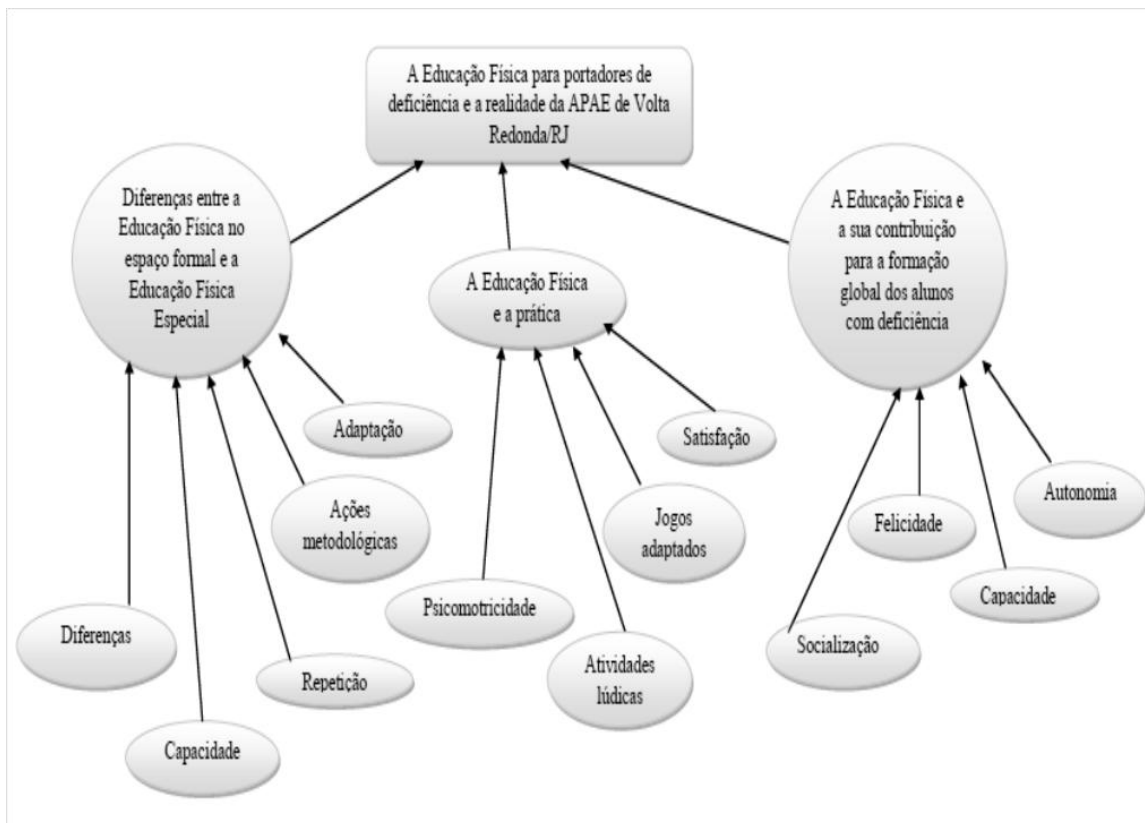 A Educação Física para portadores de
deficiência e a realidade da APAE de Volta
Redonda/RJ
Diferenças entre a
Educação Física no
espaço formal e a
Educação Física
Especial
A Educação Física
e a prática
A Educação Física e
a sua contribuição
para a formação
global dos alunos
com deficiência
Adaptação
Ações
metodológicas
Diferenças
Repetição
Capacidade
Satisfação
Jogos
adaptados
Psicomotricidade
Atividades
lúdicas
Autonomia
Felicidade
Capacidade
Socialização